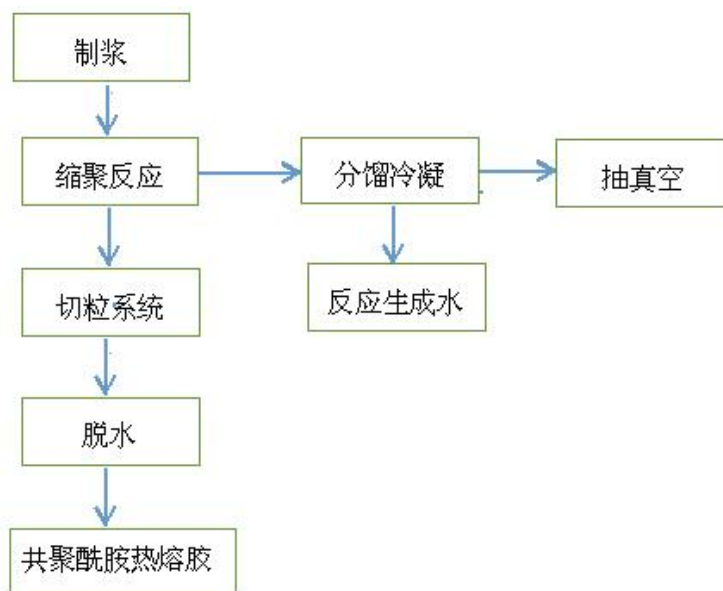 制浆
缩聚反应
分馏冷凝
抽真空
切粒系统
反应生成水
脱水
共聚酰胺热熔胶